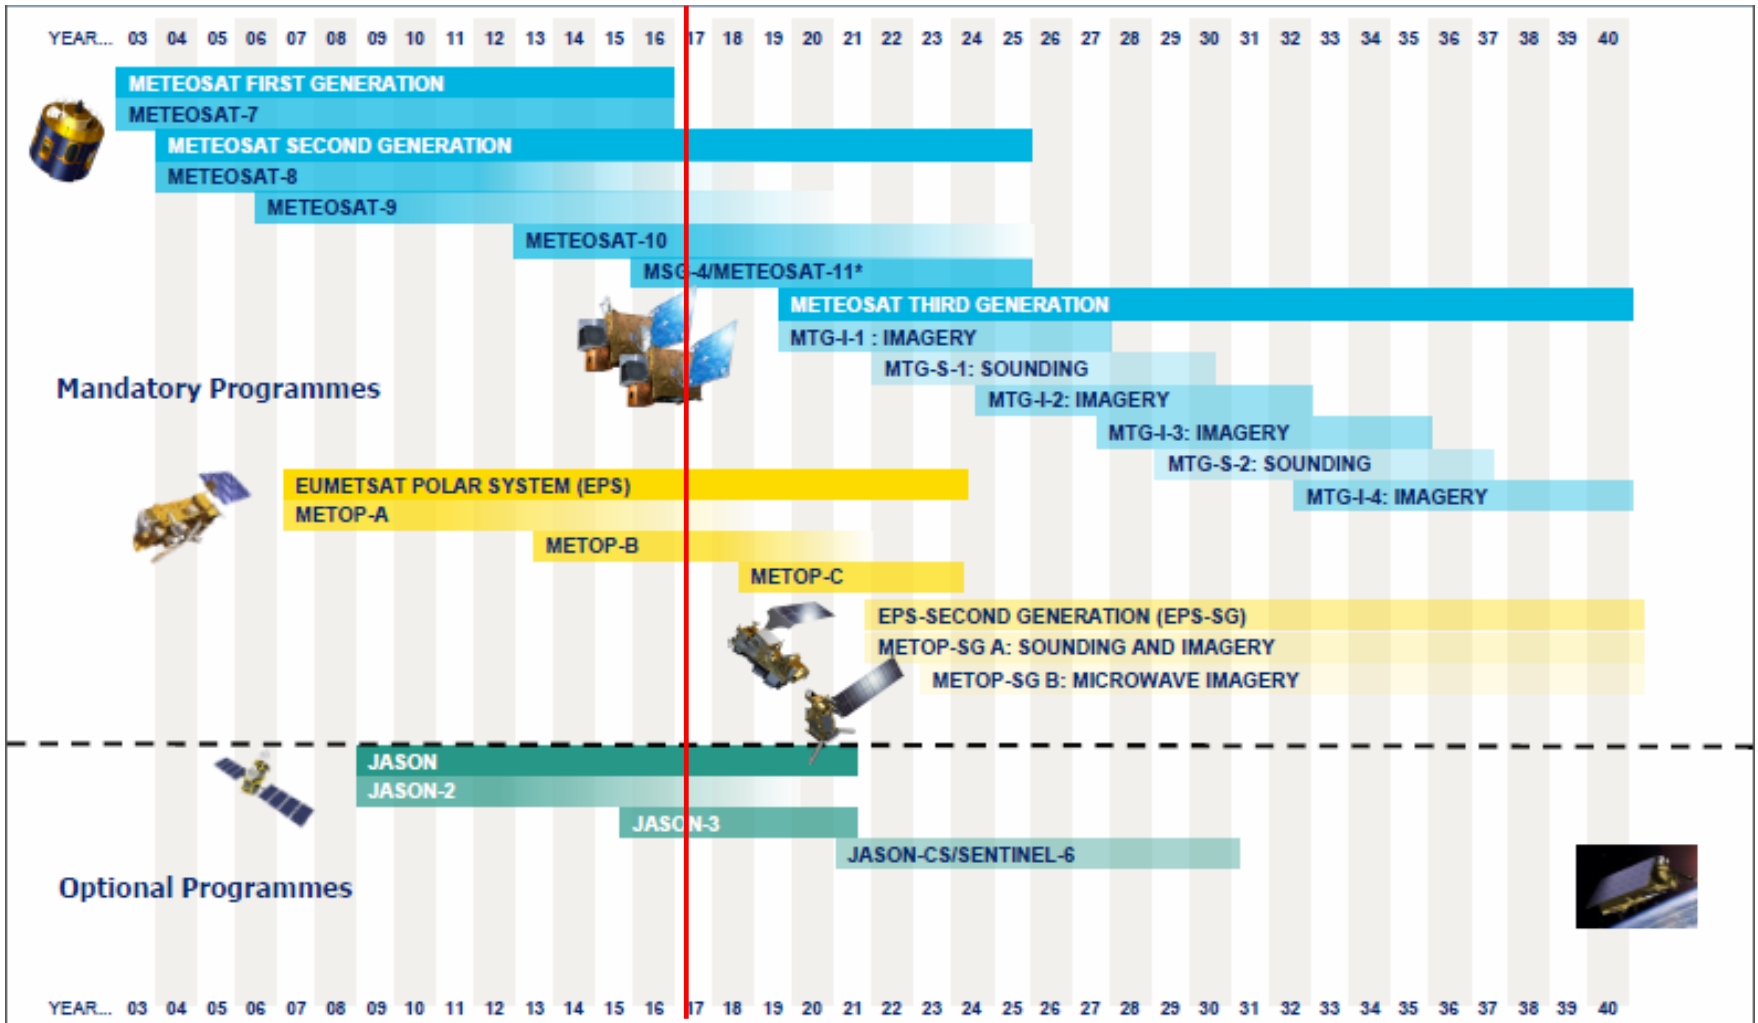 YEAR... 03 04 05 06 07 08 09 10 11 12 13 14 15 16 17 18 19 20 21 22 23 24 25 26 27 28 29 30 31 32 33 34 35 36 37 38 39 40
METEOSAT FIRST GENERATION
METEOSAT-7
METEOSAT SECOND GENERATION
METEOSAT-8
METEOSAT-9
METEOSAT-10
MSG-4/METEOSAT-11*
METEOSAT THIRD GENERATION
MTG-I-1 : IMAGERY
MTG-S-1: SOUNDING
Mandatory Programmes
MTG-I-2: IMAGERY
MTG-I-3: IMAGERY
MTG-S-2: SOUNDING
MTG-I-4: IMAGERY
EUMETSAT POLAR SYSTEM (EPS)
METOP-A
METOP-B
METOP-C
EPS-SECOND GENERATION (EPS-SG)
METOP-SG A: SOUNDING AND IMAGERY
METOP-SG B: MICROWAVE IMAGERY
JASON
JASON-2
JASON-3
JASON-CS/SENTINEL-6
Optional Programmes
YEAR... 03 04 05 06 07 08 09 10 11 12 13 14 15 16 17 18 19 20 21 22 23 24 25 26 27 28 29 30 31 32 33 34 35 36 37 38 39 40